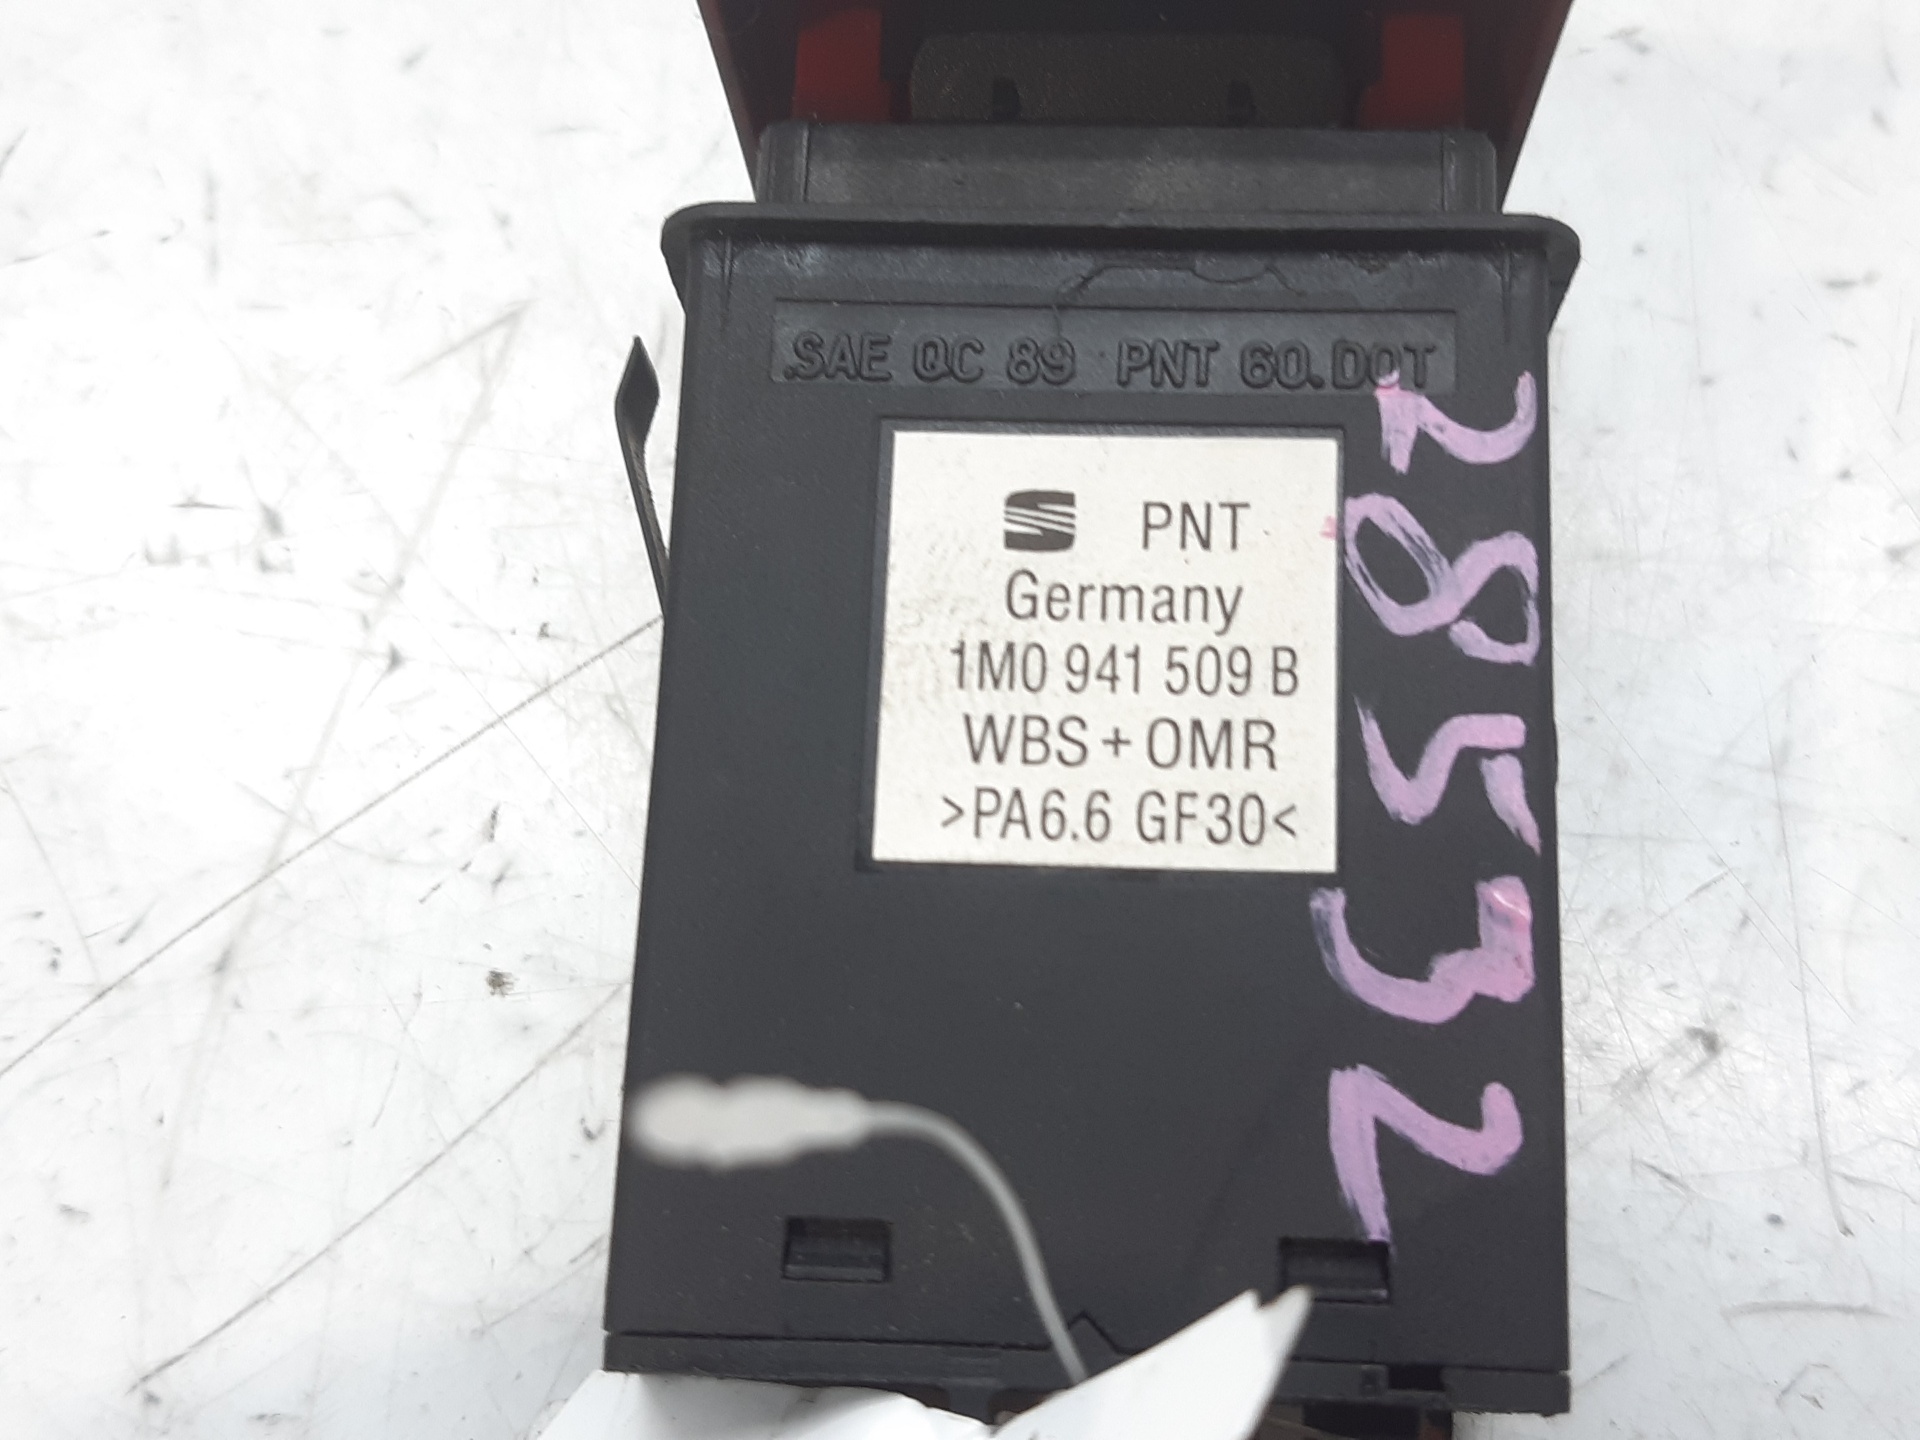 .SAE QC 89 PNT 60.DOT
PNT
Germany
1M0 941 509 B
WBS + OMR
>PA6.6 GF30<
28532